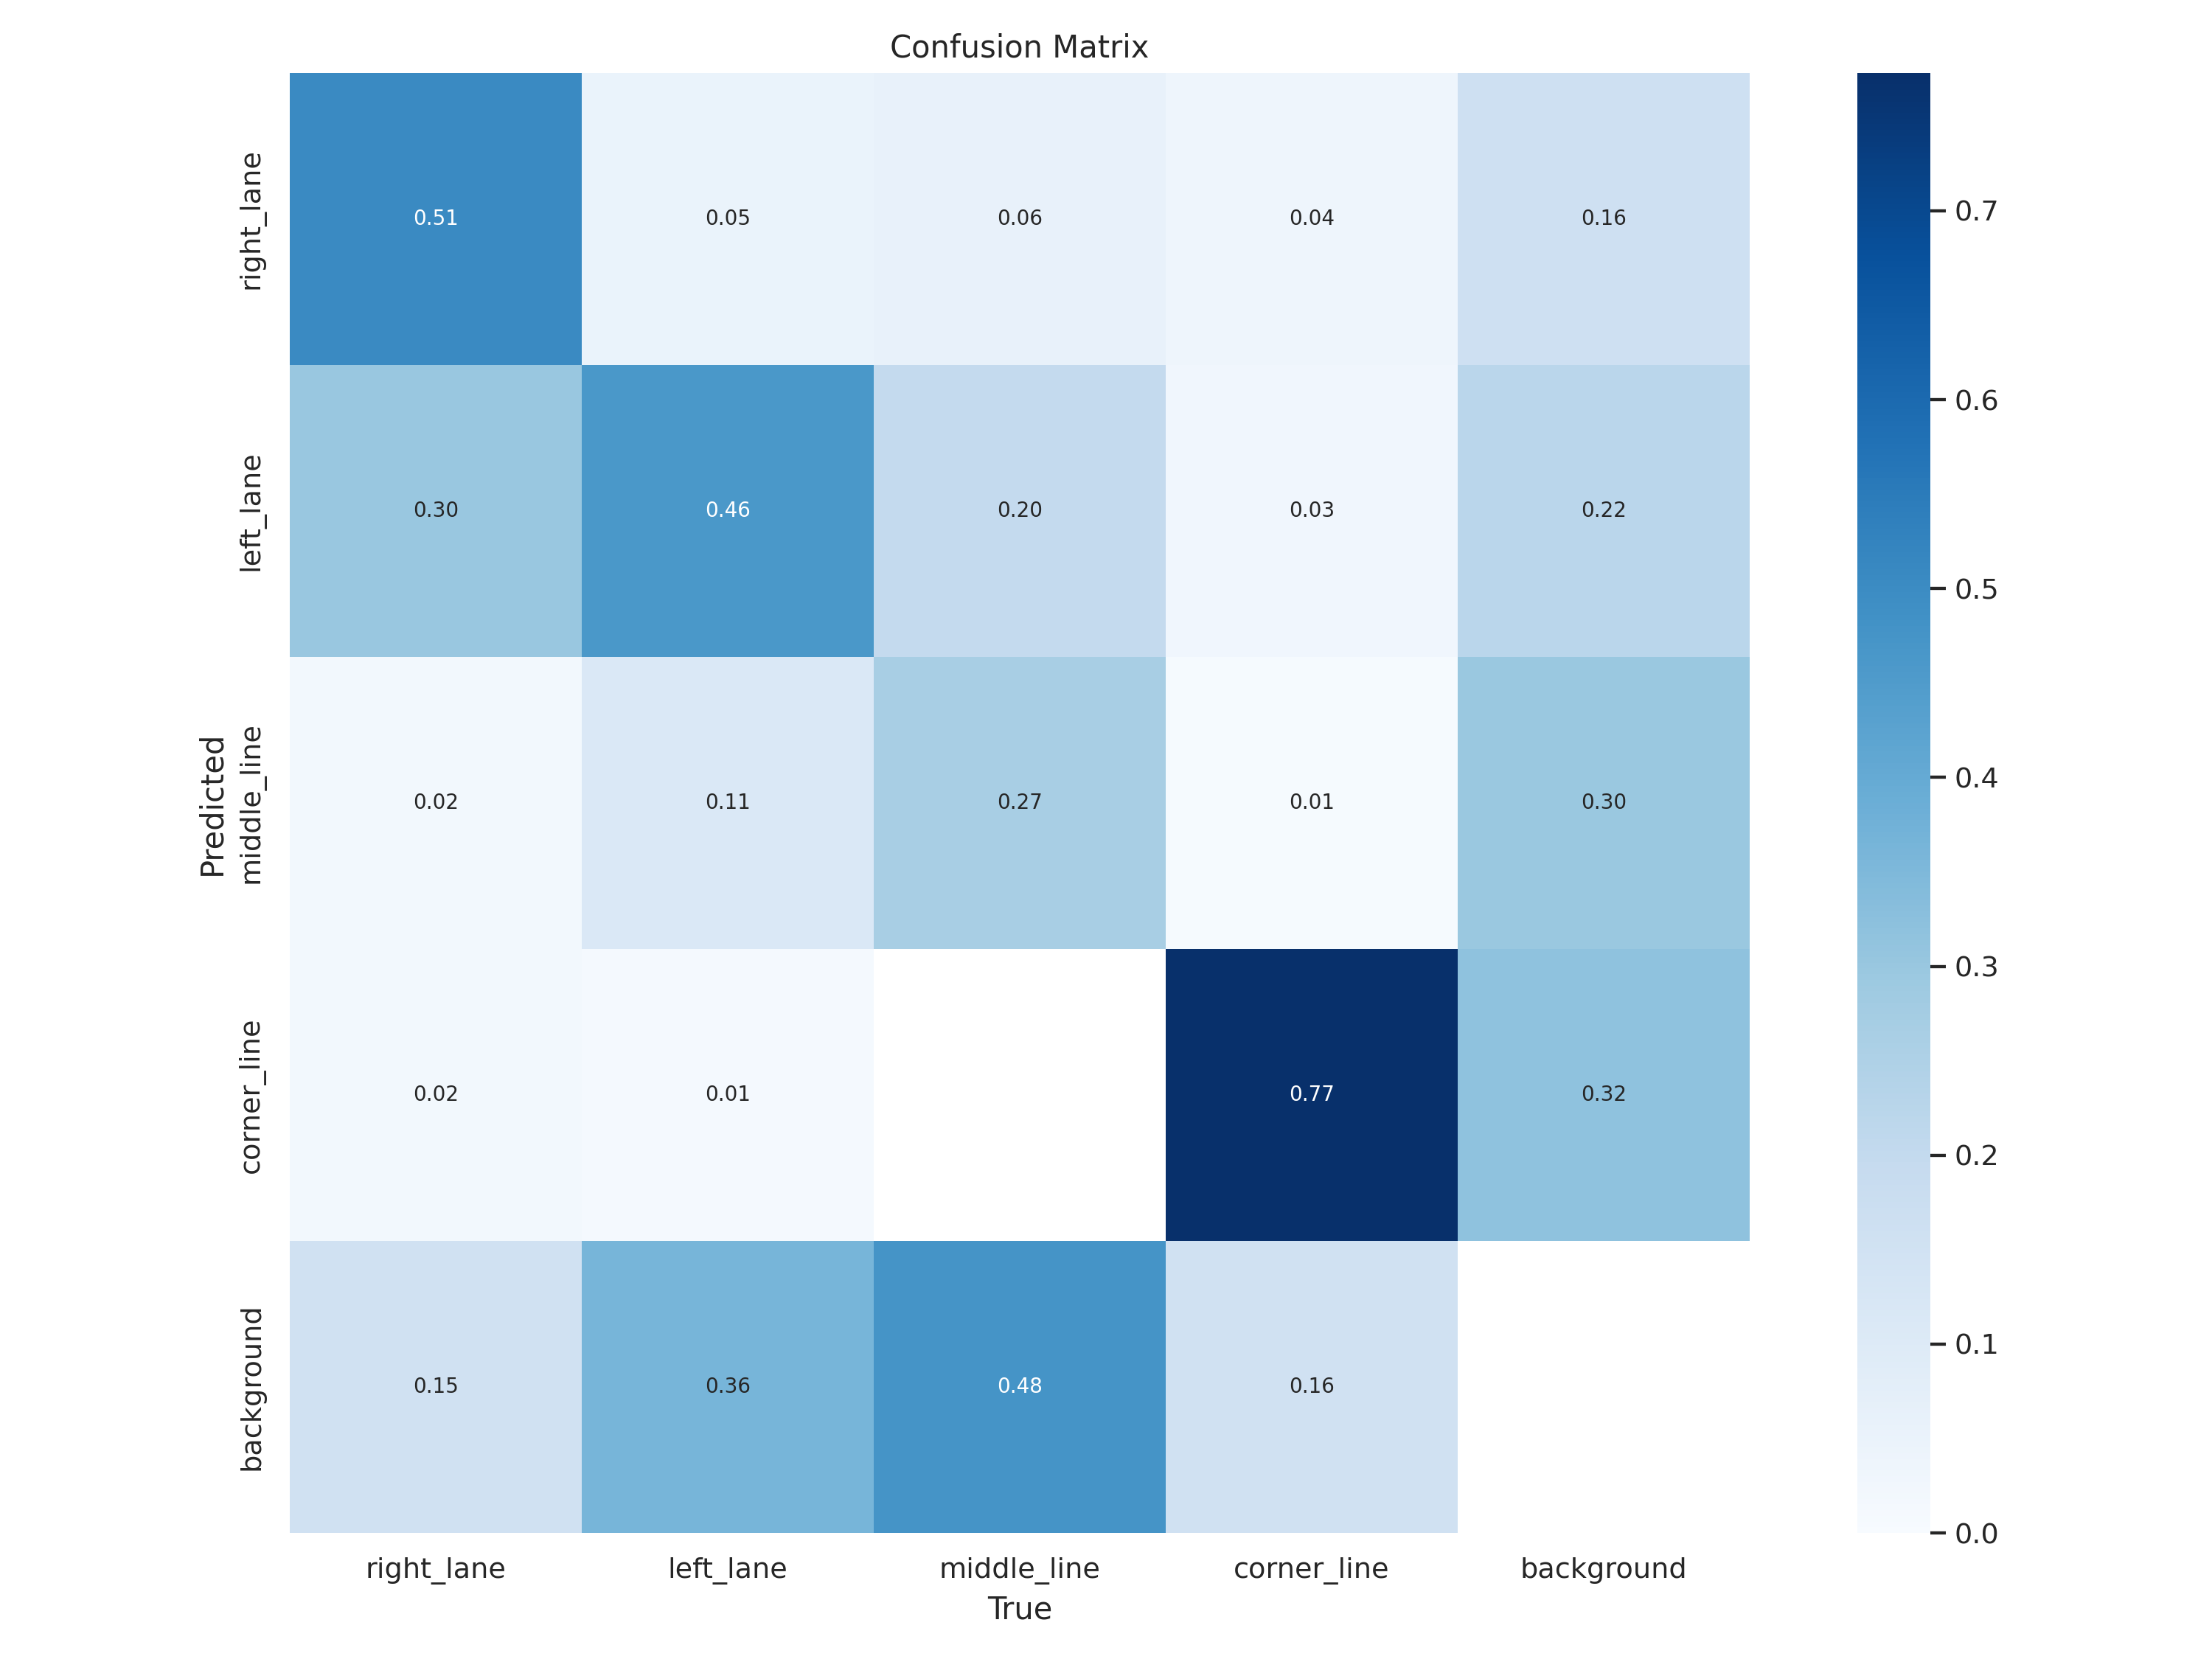 Confusion Matrix
right_lane
0.51 0.05 0.06 0.04 0.16
left_lane
0.30 0.46 0.20 0.03 0.22
Predicted
middle_line
0.02 0.11 0.27 0.01 0.30
corner_line
0.02 0.01 0.77 0.32
background
0.15 0.36 0.48 0.16
right_lane left_lane middle_line corner_line background
True
0.7
0.6
0.5
0.4
0.3
0.2
0.1
0.0